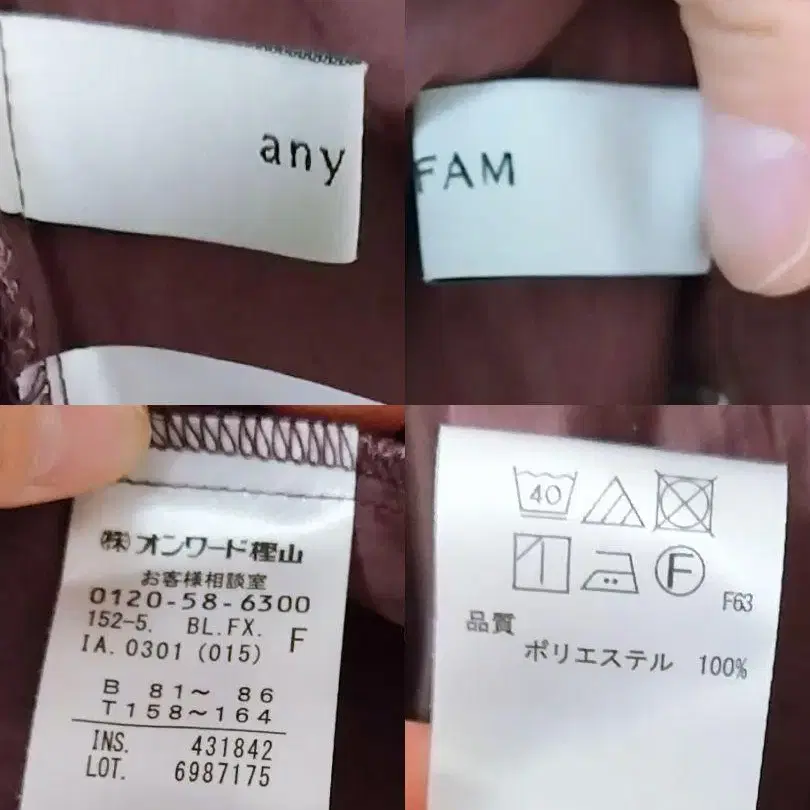 any
FAM
㈱オンワード樫山
お客様相談室
0120-58-6300
152-5. BL.FX. F
IA.0301(015)
B 81～ 86
T158～164
INS. 431842
LOT. 6987175
40
F
F63
品質
ポリエステル 100%